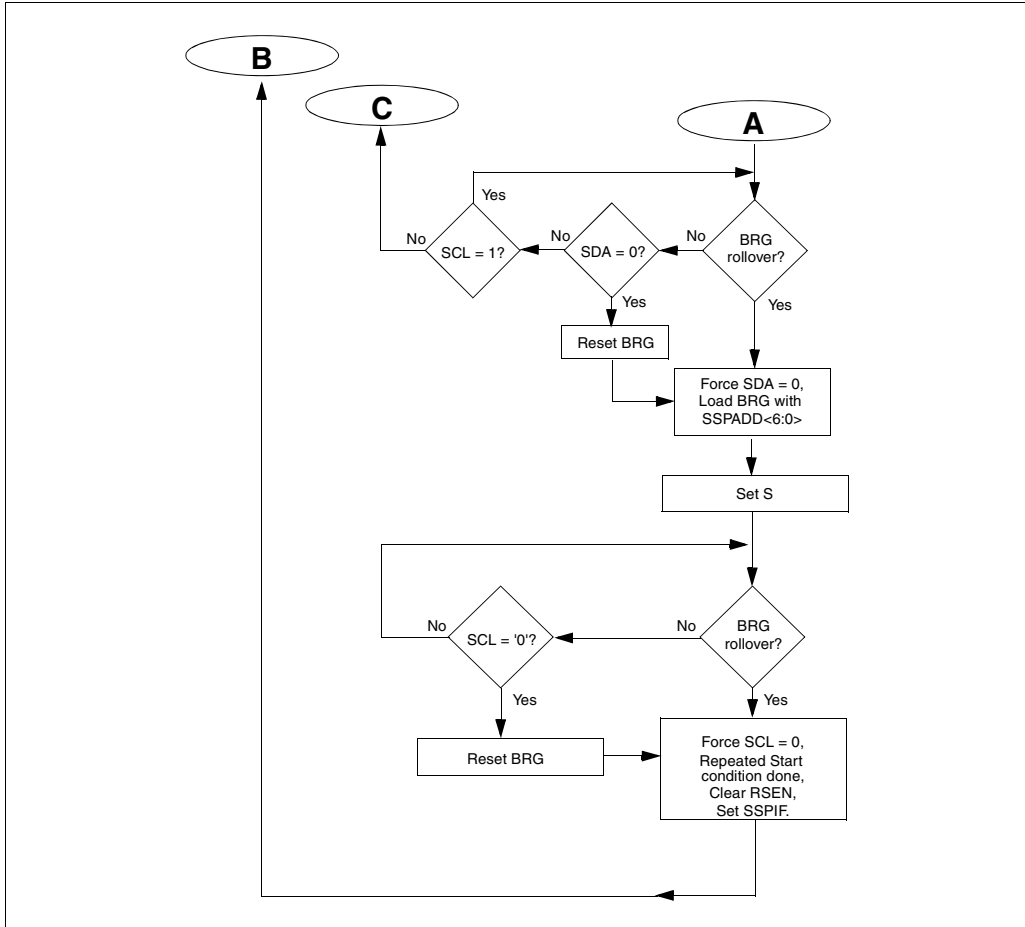 B
C
A
Yes
No
SCL = 1?
No
SDA = 0?
No
BRG
rollover?
Yes
Yes
Reset BRG
Force SDA = 0,
Load BRG with
SSPADD<6:0>
Set S
No
SCL = '0'?
No
BRG
rollover?
Yes
Yes
Reset BRG
Force SCL = 0,
Repeated Start
condition done,
Clear RSEN,
Set SSPIF.